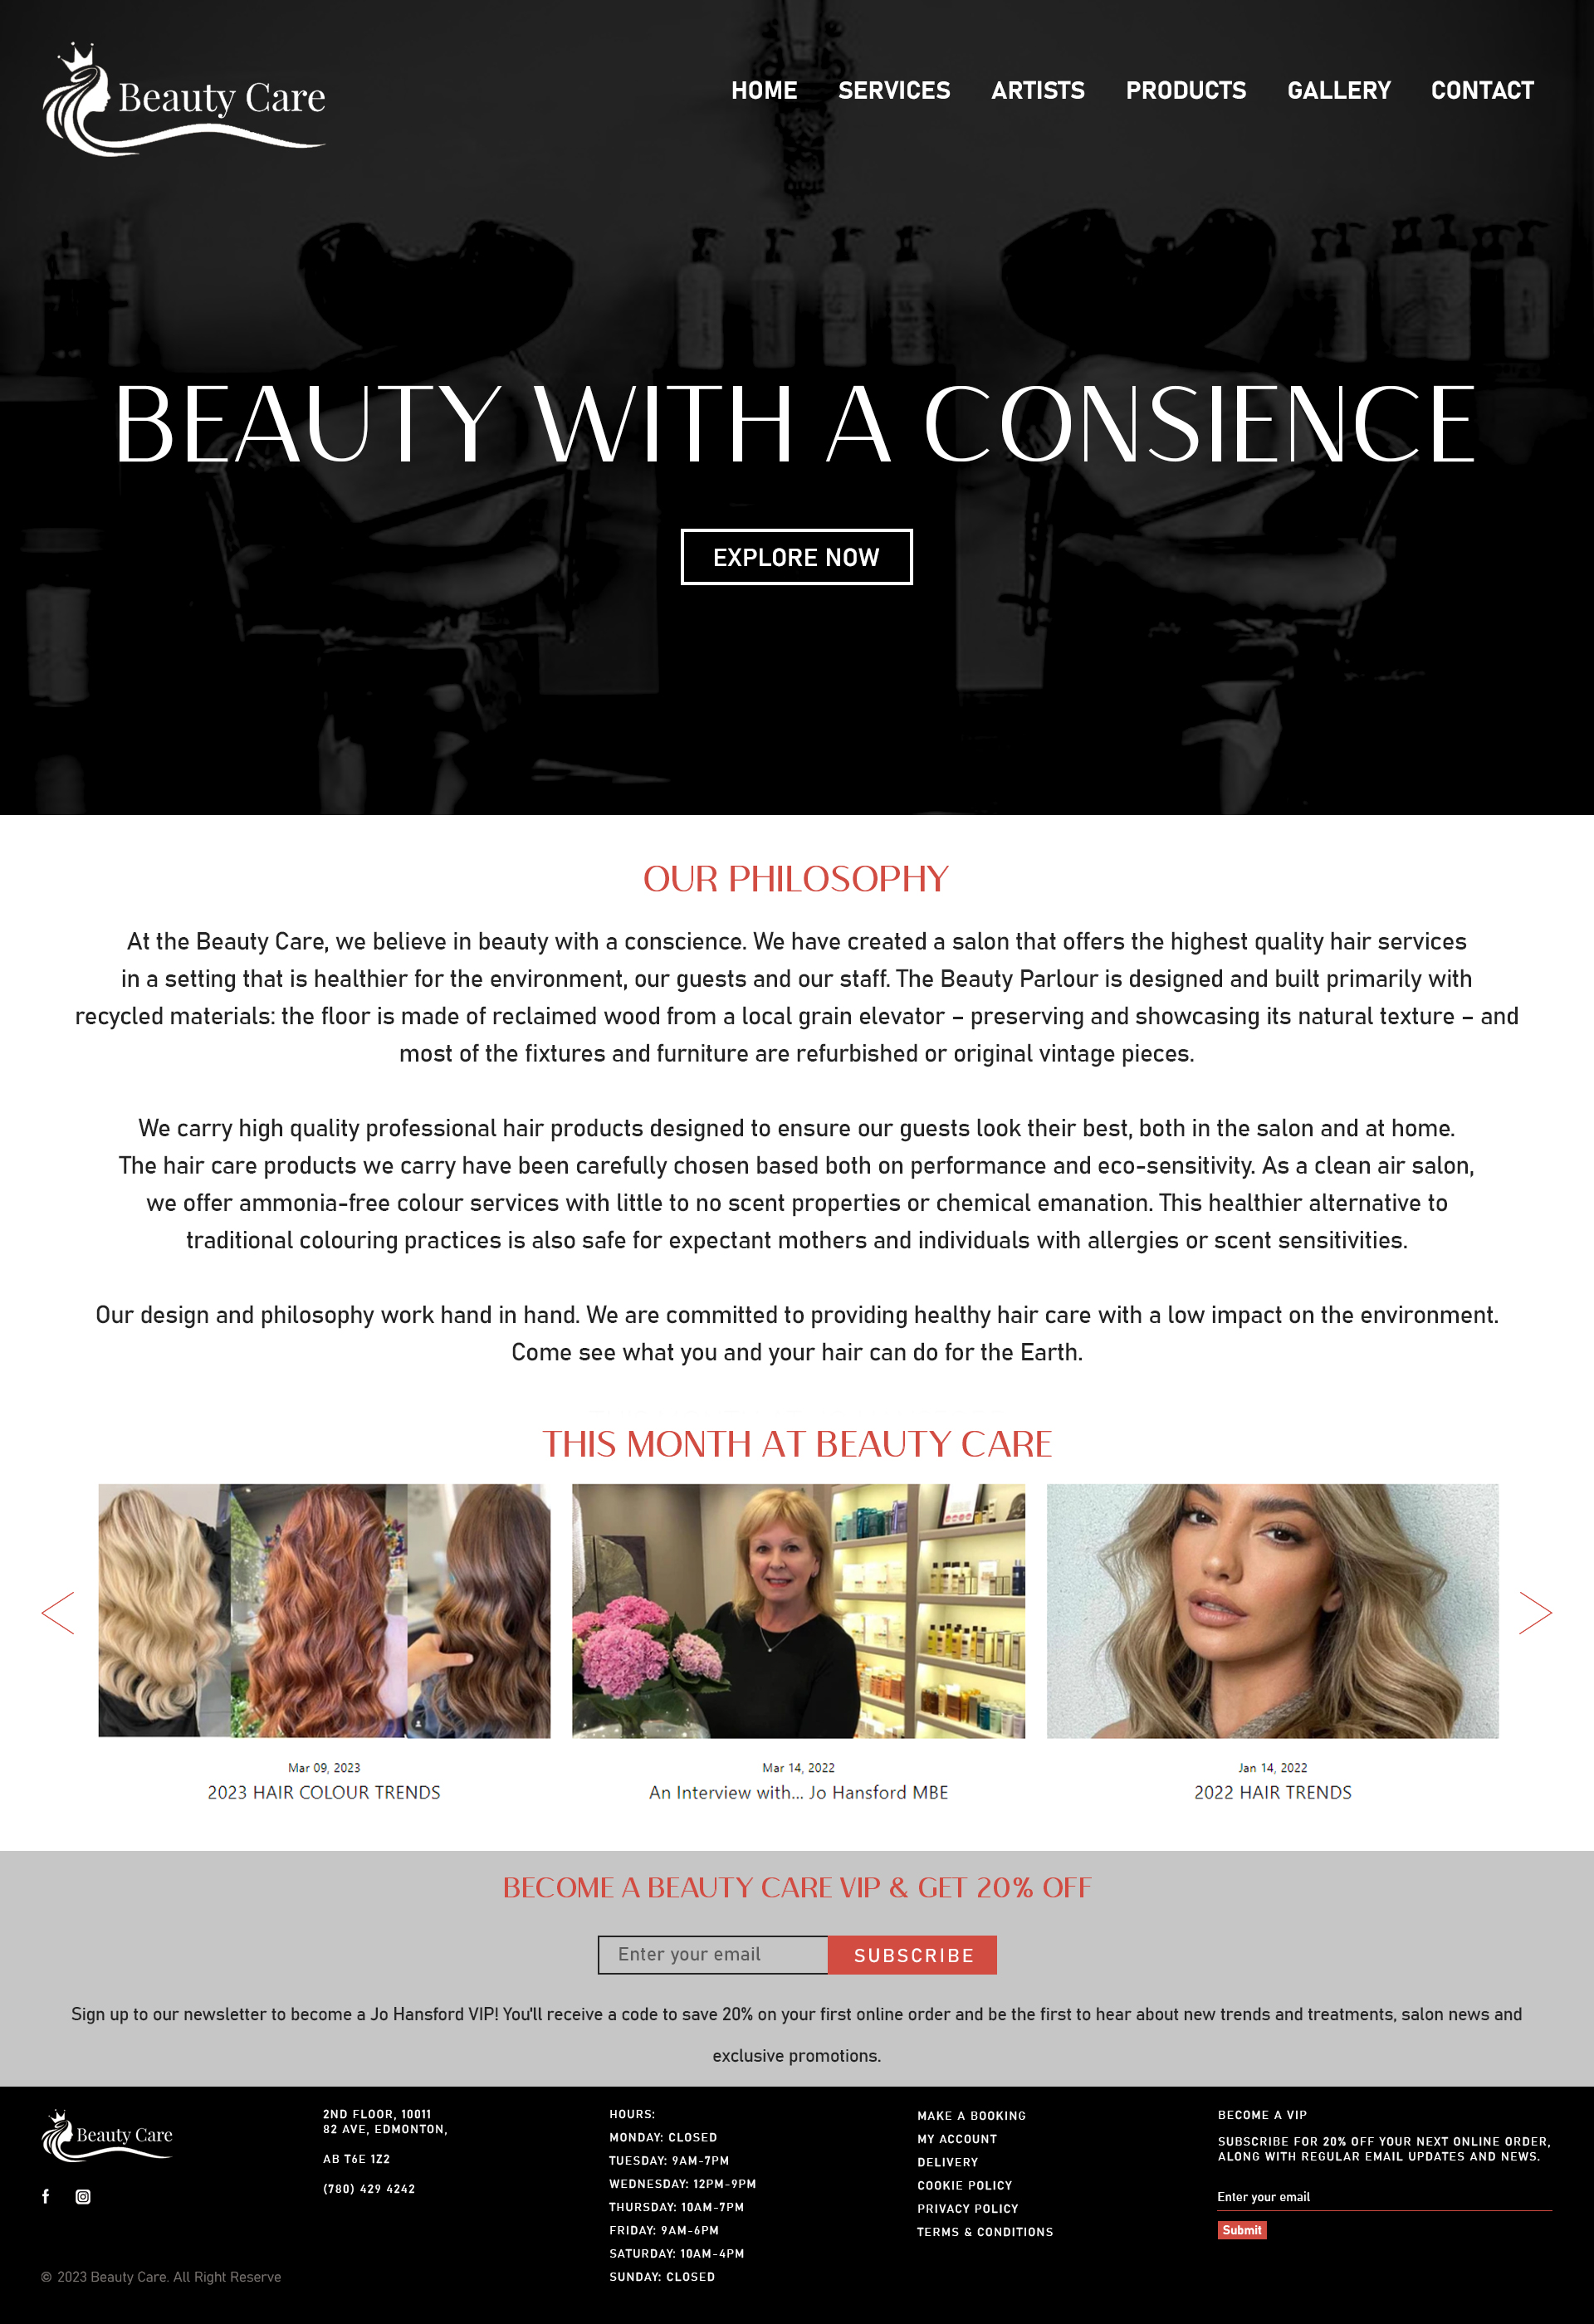 Beauty Care
HOME SERVICES ARTISTS PRODUCTS GALLERY CONTACT
BEAUTY WITH A CONSIENCE
EXPLORE NOW
OUR PHILOSOPHY
At the Beauty Care, we believe in beauty with a conscience. We have created a salon that offers the highest quality hair services
in a setting that is healthier for the environment, our guests and our staff. The Beauty Parlour is designed and built primarily with
recycled materials: the floor is made of reclaimed wood from a local grain elevator – preserving and showcasing its natural texture – and
most of the fixtures and furniture are refurbished or original vintage pieces.
We carry high quality professional hair products designed to ensure our guests look their best, both in the salon and at home.
The hair care products we carry have been carefully chosen based both on performance and eco-sensitivity. As a clean air salon,
we offer ammonia-free colour services with little to no scent properties or chemical emanation. This healthier alternative to
traditional colouring practices is also safe for expectant mothers and individuals with allergies or scent sensitivities.
Our design and philosophy work hand in hand. We are committed to providing healthy hair care with a low impact on the environment.
Come see what you and your hair can do for the Earth.
THIS MONTH AT BEAUTY CARE
Mar 09, 2023
2023 HAIR COLOUR TRENDS
Mar 14, 2022
An Interview with... Jo Hansford MBE
Jan 14, 2022
2022 HAIR TRENDS
BECOME A BEAUTY CARE VIP & GET 20% OFF
Enter your email
SUBSCRIBE
Sign up to our newsletter to become a Jo Hansford VIP! You'll receive a code to save 20% on your first online order and be the first to hear about new trends and treatments, salon news and
exclusive promotions.
Beauty Care
© 2023 Beauty Care. All Right Reserve
2ND FLOOR, 10011
82 AVE, EDMONTON,
AB T6E 1Z2
(780) 429 4242
HOURS:
MONDAY: CLOSED
TUESDAY: 9AM-7PM
WEDNESDAY: 12PM-9PM
THURSDAY: 10AM-7PM
FRIDAY: 9AM-6PM
SATURDAY: 10AM-4PM
SUNDAY: CLOSED
MAKE A BOOKING
MY ACCOUNT
DELIVERY
COOKIE POLICY
PRIVACY POLICY
TERMS & CONDITIONS
BECOME A VIP
SUBSCRIBE FOR 20% OFF YOUR NEXT ONLINE ORDER,
ALONG WITH REGULAR EMAIL UPDATES AND NEWS.
Enter your email
Submit